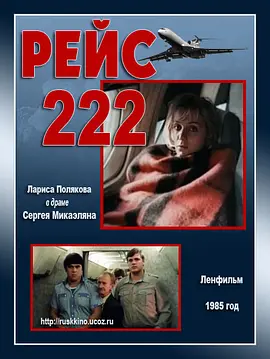 РЕЙС
222
Лариса Полякова
в драме
Сергея Микаэляна
Ленфильм
1985 год
http://ruskkino.ucoz.ru